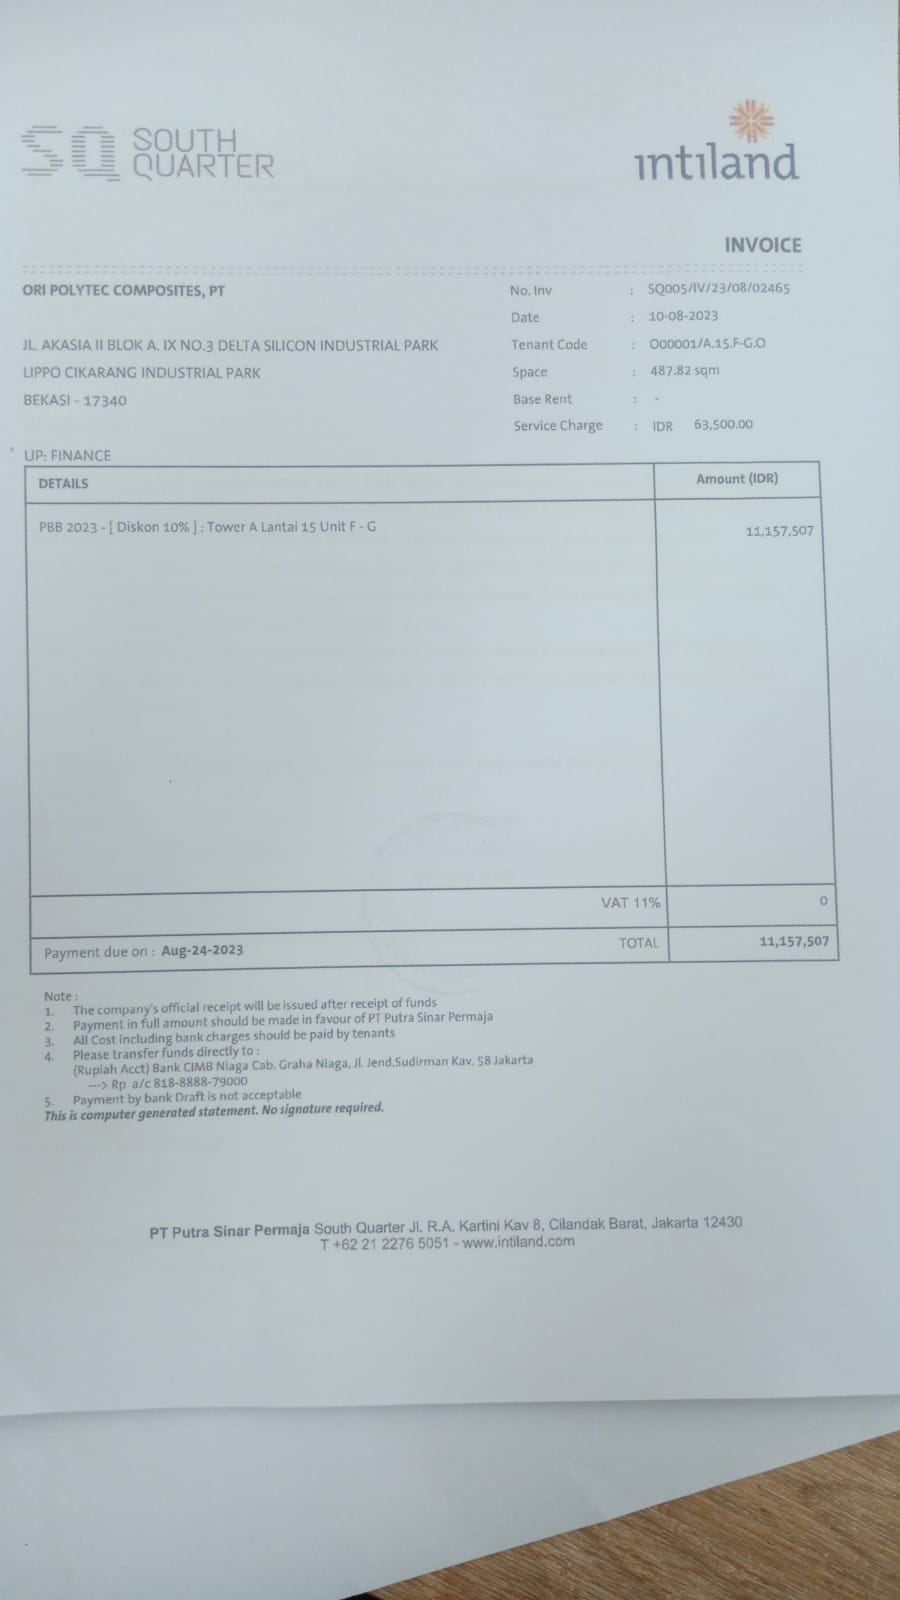 SQ SOUTH
QUARTER
intiland
INVOICE
ORI POLYTEC COMPOSITES, PT
No. Inv : SQ005/IV/23/08/02465
Date : 10-08-2023
JL. AKASIA II BLOK A. IX NO.3 DELTA SILICON INDUSTRIAL PARK
Tenant Code : O00001/A.15.F-G.O
LIPPO CIKARANG INDUSTRIAL PARK
Space : 487.82 sqm
BEKASI - 17340
Base Rent : -
Service Charge : IDR 63,500.00
UP: FINANCE
DETAILS Amount (IDR)
PBB 2023 - [ Diskon 10% ] : Tower A Lantai 15 Unit F - G 11,157,507
VAT 11% 0
Payment due on : Aug-24-2023 TOTAL 11,157,507
Note :
1. The company's official receipt will be issued after receipt of funds
2. Payment in full amount should be made in favour of PT Putra Sinar Permaja
3. All Cost including bank charges should be paid by tenants
4. Please transfer funds directly to :
(Rupiah Acct) Bank CIMB Niaga Cab. Graha Niaga, Jl. Jend.Sudirman Kav. 58 Jakarta
---> Rp a/c 818-8888-79000
5. Payment by bank Draft is not acceptable
This is computer generated statement. No signature required.
PT Putra Sinar Permaja South Quarter Jl. R.A. Kartini Kav 8, Cilandak Barat, Jakarta 12430
T +62 21 2276 5051 - www.intiland.com